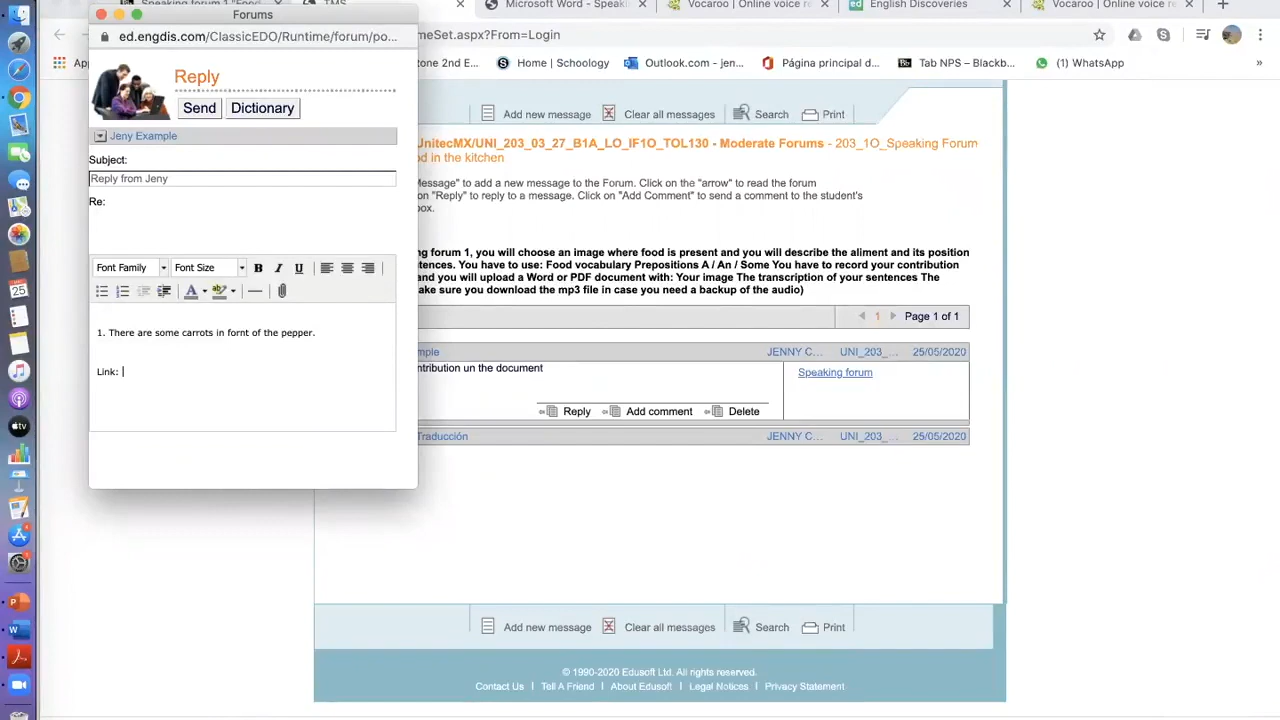 Speaking forum 1 "Food
TMS
Microsoft Word - Speaki
Vocaroo | Online voice re
English Discoveries
Vocaroo | Online voice re
Forums
ed.engdis.com/ClassicEDO/Runtime/forum/po...
meSet.aspx?From=Login
Ap
tone 2nd E...
Home | Schoology
Outlook.com - jen...
Página principal d...
Tab NPS – Blackb...
(1) WhatsApp
»
Reply
Send
Dictionary
Jeny Example
Subject:
Reply from Jeny
Re:
Font Family
Font Size
B I U
1. There are some carrots in fornt of the pepper.
Link:
Add new message
Clear all messages
Search
Print
UnitecMX/UNI_203_03_27_B1A_LO_IF1O_TOL130 - Moderate Forums - 203_1O_Speaking Forum
od in the kitchen
Message" to add a new message to the Forum. Click on the "arrow" to read the forum
on "Reply" to reply to a message. Click on "Add Comment" to send a comment to the student's
box.
ng forum 1, you will choose an image where food is present and you will describe the aliment and its position
tences. You have to use: Food vocabulary Prepositions A / An / Some You have to record your contribution
and you will upload a Word or PDF document with: Your image The transcription of your sentences The
ake sure you download the mp3 file in case you need a backup of the audio)
1
Page 1 of 1
mple
JENNY C...
UNI_203_...
25/05/2020
ntribution un the document
Speaking forum
Reply
Add comment
Delete
Traducción
JENNY C...
UNI_203_...
25/05/2020
Add new message
Clear all messages
Search
Print
© 1990-2020 Edusoft Ltd. All rights reserved.
Contact Us | Tell A Friend | About Edusoft | Legal Notices | Privacy Statement